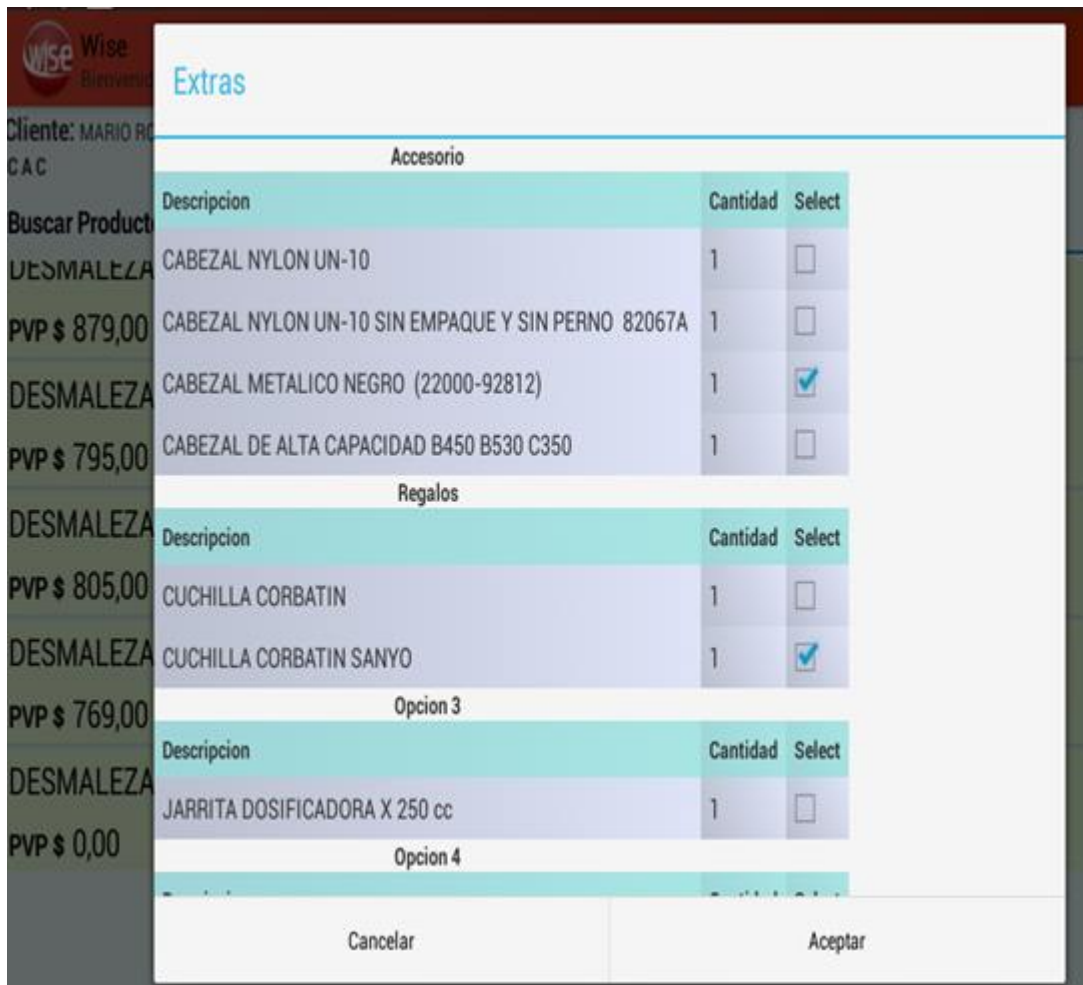 wise Wise
Extras
Cliente: MARIO
C A C
Accesorio
Descripcion Cantidad Select
Buscar Product
CABEZAL NYLON UN-10 1
DESMALEZA
CABEZAL NYLON UN-10 SIN EMPAQUE Y SIN PERNO 82067A 1
PVP $ 879,00
CABEZAL METALICO NEGRO (22000-92812) 1
DESMALEZA
CABEZAL DE ALTA CAPACIDAD B450 B530 C350 1
PVP $ 795,00
Regalos
DESMALEZA
Descripcion Cantidad Select
PVP $ 805,00
CUCHILLA CORBATIN 1
DESMALEZA
CUCHILLA CORBATIN SANYO 1
PVP $ 769,00
Opcion 3
Descripcion Cantidad Select
DESMALEZA
JARRITA DOSIFICADORA X 250 cc 1
PVP $ 0,00
Opcion 4
Cancelar Aceptar